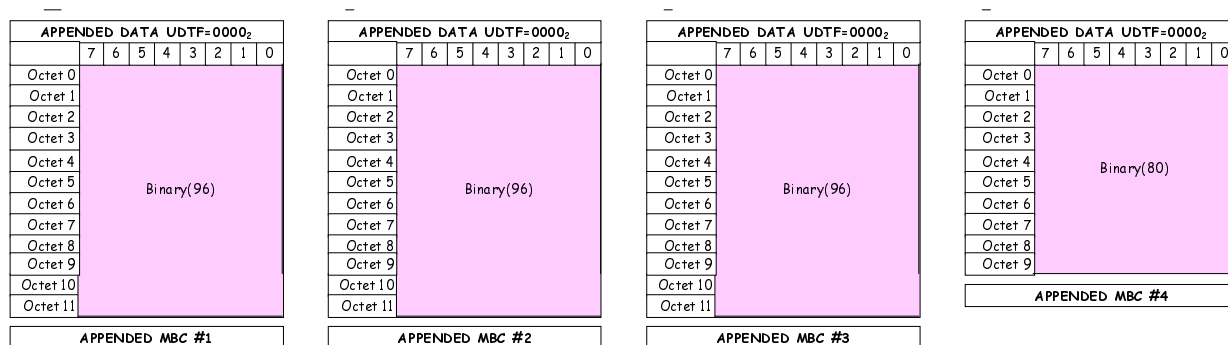 APPENDED DATA UDTF=0000₂
7 6 5 4 3 2 1 0
Octet 0
Octet 1
Octet 2
Octet 3
Octet 4
Octet 5
Octet 6
Octet 7
Octet 8
Octet 9
Octet 10
Octet 11
Binary(96)
APPENDED MBC #1
APPENDED DATA UDTF=0000₂
7 6 5 4 3 2 1 0
Octet 0
Octet 1
Octet 2
Octet 3
Octet 4
Octet 5
Octet 6
Octet 7
Octet 8
Octet 9
Octet 10
Octet 11
Binary(96)
APPENDED MBC #2
APPENDED DATA UDTF=0000₂
7 6 5 4 3 2 1 0
Octet 0
Octet 1
Octet 2
Octet 3
Octet 4
Octet 5
Octet 6
Octet 7
Octet 8
Octet 9
Octet 10
Octet 11
Binary(96)
APPENDED MBC #3
APPENDED DATA UDTF=0000₂
7 6 5 4 3 2 1 0
Octet 0
Octet 1
Octet 2
Octet 3
Octet 4
Octet 5
Octet 6
Octet 7
Octet 8
Octet 9
Binary(80)
APPENDED MBC #4